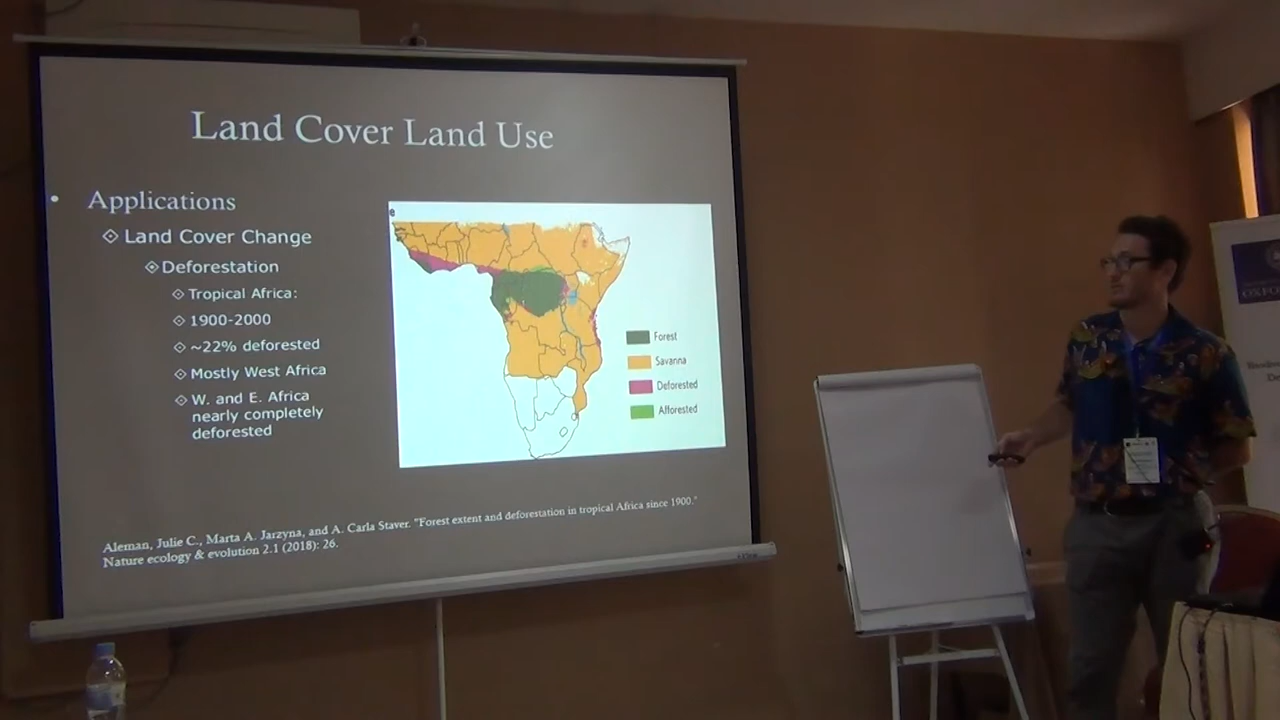 Land Cover Land Use
• Applications
Land Cover Change
Deforestation
Tropical Africa:
1900-2000
~22% deforested
Mostly West Africa
W. and E. Africa
nearly completely
deforested
e
Forest
Savanna
Deforested
Afforested
Aleman, Julie C., Marta A. Jarzyna, and A. Carla Staver. "Forest extent and deforestation in tropical Africa since 1900."
Nature ecology & evolution 2.1 (2018): 26.